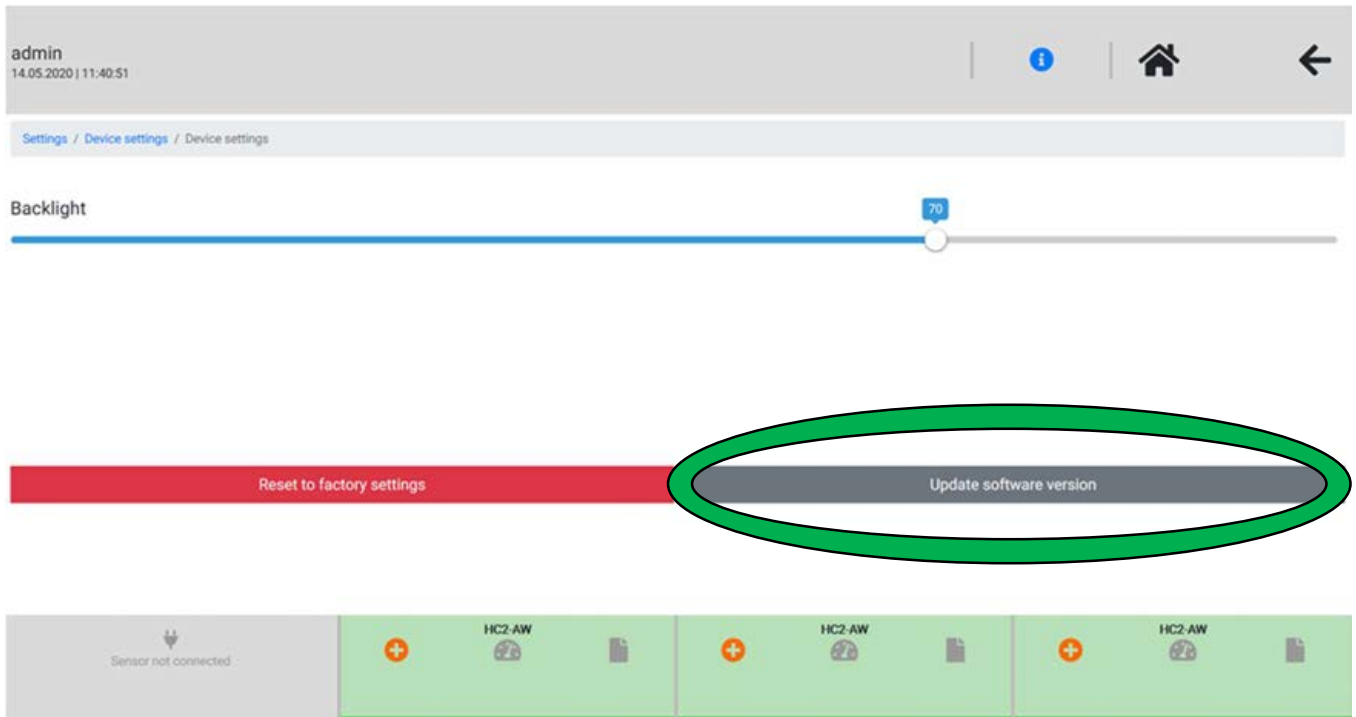 admin
14.05.2020 | 11:40:51
Settings / Device settings / Device settings
Backlight
70
Reset to factory settings
Update software version
Sensor not connected
HC2-AW
HC2-AW
HC2-AW